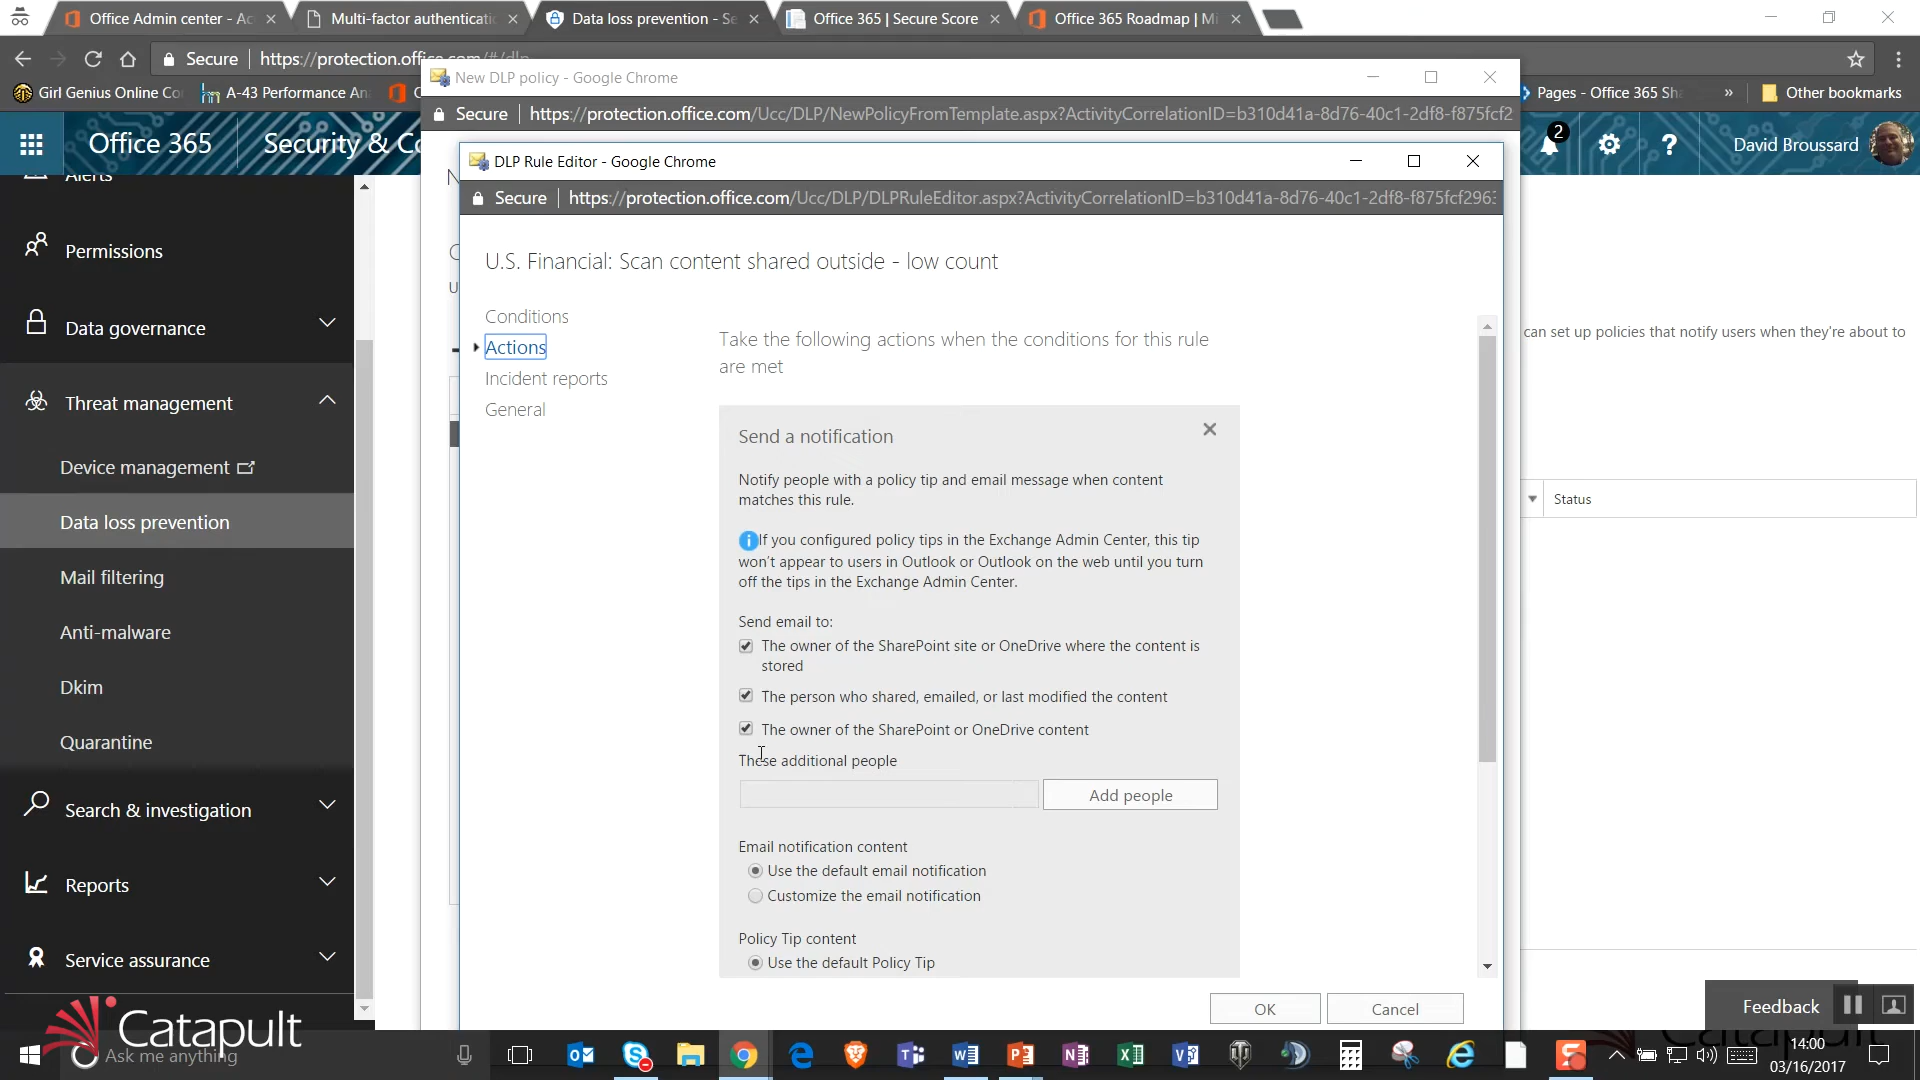 Office Admin center - Ac
Multi-factor authenticatio
Data loss prevention - Se
Office 365 | Secure Score
Office 365 Roadmap | Mi
Secure
https://protection.office.com/#/dlp
Girl Genius Online Co
A-43 Performance An
Pages - Office 365 Sh
»
Other bookmarks
New DLP policy - Google Chrome
Secure
https://protection.office.com/Ucc/DLP/NewPolicyFromTemplate.aspx?ActivityCorrelationID=b310d41a-8d76-40c1-2df8-f875fcf2
Office 365
Security & Co
2
?
David Broussard
DLP Rule Editor - Google Chrome
Secure
https://protection.office.com/Ucc/DLP/DLPRuleEditor.aspx?ActivityCorrelationID=b310d41a-8d76-40c1-2df8-f875fcf296
Alerts
Permissions
Data governance
Threat management
Device management
Data loss prevention
Mail filtering
Anti-malware
Dkim
Quarantine
Search & investigation
Reports
Service assurance
U.S. Financial: Scan content shared outside - low count
Conditions
Actions
Incident reports
General
Take the following actions when the conditions for this rule
are met
Send a notification
Notify people with a policy tip and email message when content
matches this rule.
If you configured policy tips in the Exchange Admin Center, this tip
won't appear to users in Outlook or Outlook on the web until you turn
off the tips in the Exchange Admin Center.
Send email to:
The owner of the SharePoint site or OneDrive where the content is
stored
The person who shared, emailed, or last modified the content
The owner of the SharePoint or OneDrive content
These additional people
Add people
Email notification content
Use the default email notification
Customize the email notification
Policy Tip content
Use the default Policy Tip
OK
Cancel
can set up policies that notify users when they're about to
Status
Feedback
Catapult
Ask me anything
14:00
03/16/2017